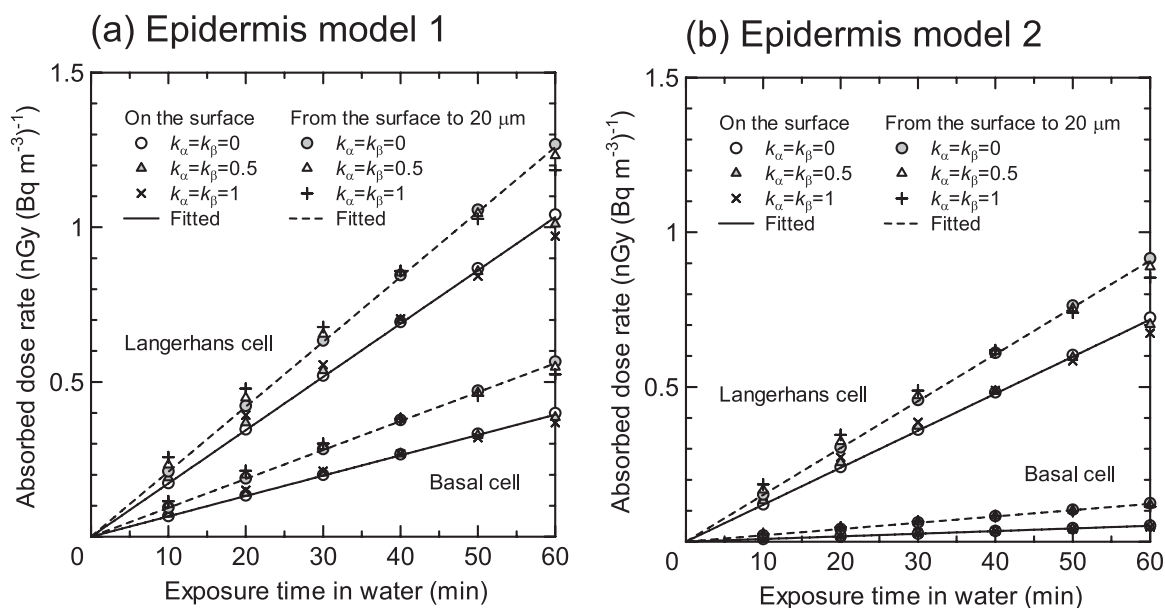 (a) Epidermis model 1
1.5
1
0.5
0
10
20
30
40
50
60
Absorbed dose rate (nGy (Bq m-3)-1)
Exposure time in water (min)
On the surface
kα=kβ=0
kα=kβ=0.5
kα=kβ=1
Fitted
From the surface to 20 μm
kα=kβ=0
kα=kβ=0.5
kα=kβ=1
Fitted
Langerhans cell
Basal cell
(b) Epidermis model 2
1.5
1
0.5
0
10
20
30
40
50
60
Absorbed dose rate (nGy (Bq m-3)-1)
Exposure time in water (min)
On the surface
kα=kβ=0
kα=kβ=0.5
kα=kβ=1
Fitted
From the surface to 20 μm
kα=kβ=0
kα=kβ=0.5
kα=kβ=1
Fitted
Langerhans cell
Basal cell